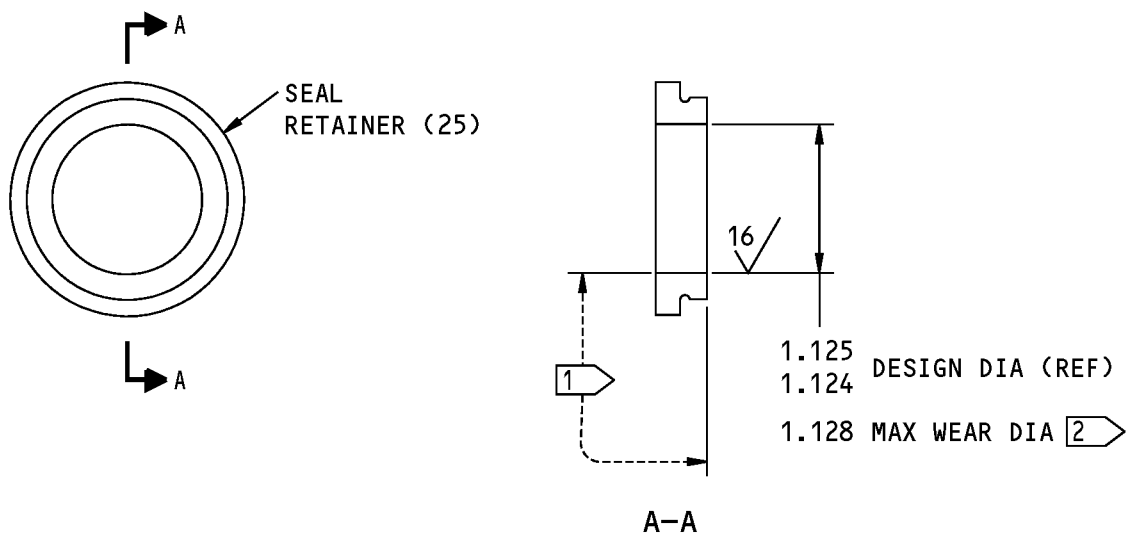 A
SEAL
RETAINER (25)
A
16
1
1.125
1.124
DESIGN DIA (REF)
1.128 MAX WEAR DIA 2
A-A